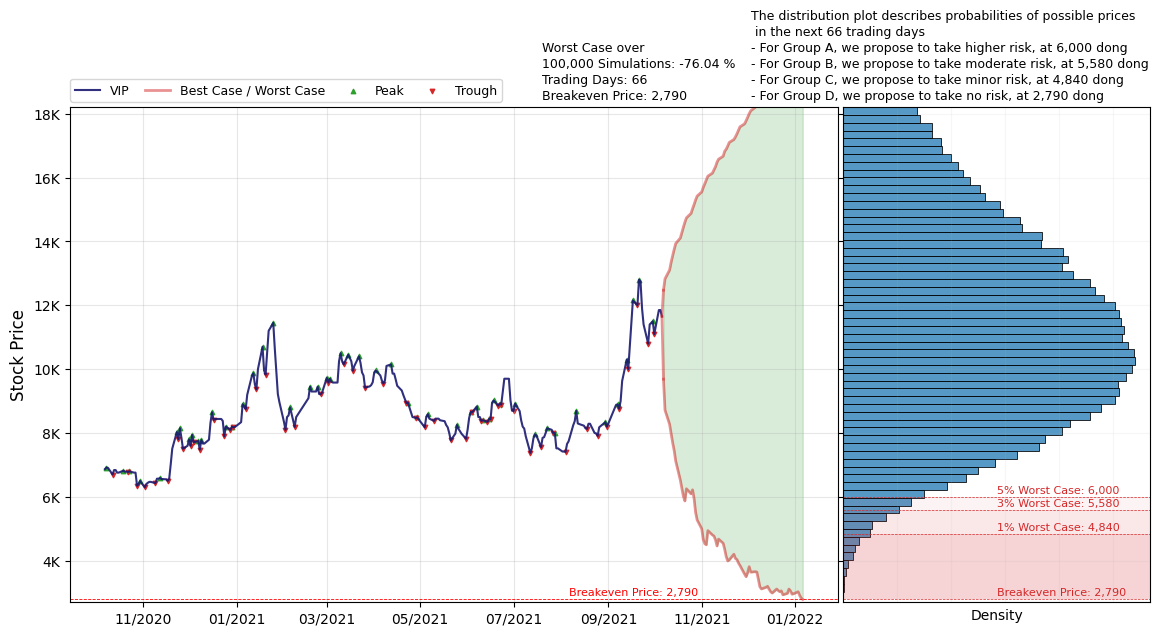 The distribution plot describes probabilities of possible prices
in the next 66 trading days
- For Group A, we propose to take higher risk, at 6,000 dong
- For Group B, we propose to take moderate risk, at 5,580 dong
- For Group C, we propose to take minor risk, at 4,840 dong
- For Group D, we propose to take no risk, at 2,790 dong
Worst Case over
100,000 Simulations: -76.04 %
Trading Days: 66
Breakeven Price: 2,790
VIP
Best Case / Worst Case
Peak
Trough
Stock Price
18K
16K
14K
12K
10K
8K
6K
4K
Breakeven Price: 2,790
11/2020
01/2021
03/2021
05/2021
07/2021
09/2021
11/2021
01/2022
5% Worst Case: 6,000
3% Worst Case: 5,580
1% Worst Case: 4,840
Breakeven Price: 2,790
Density